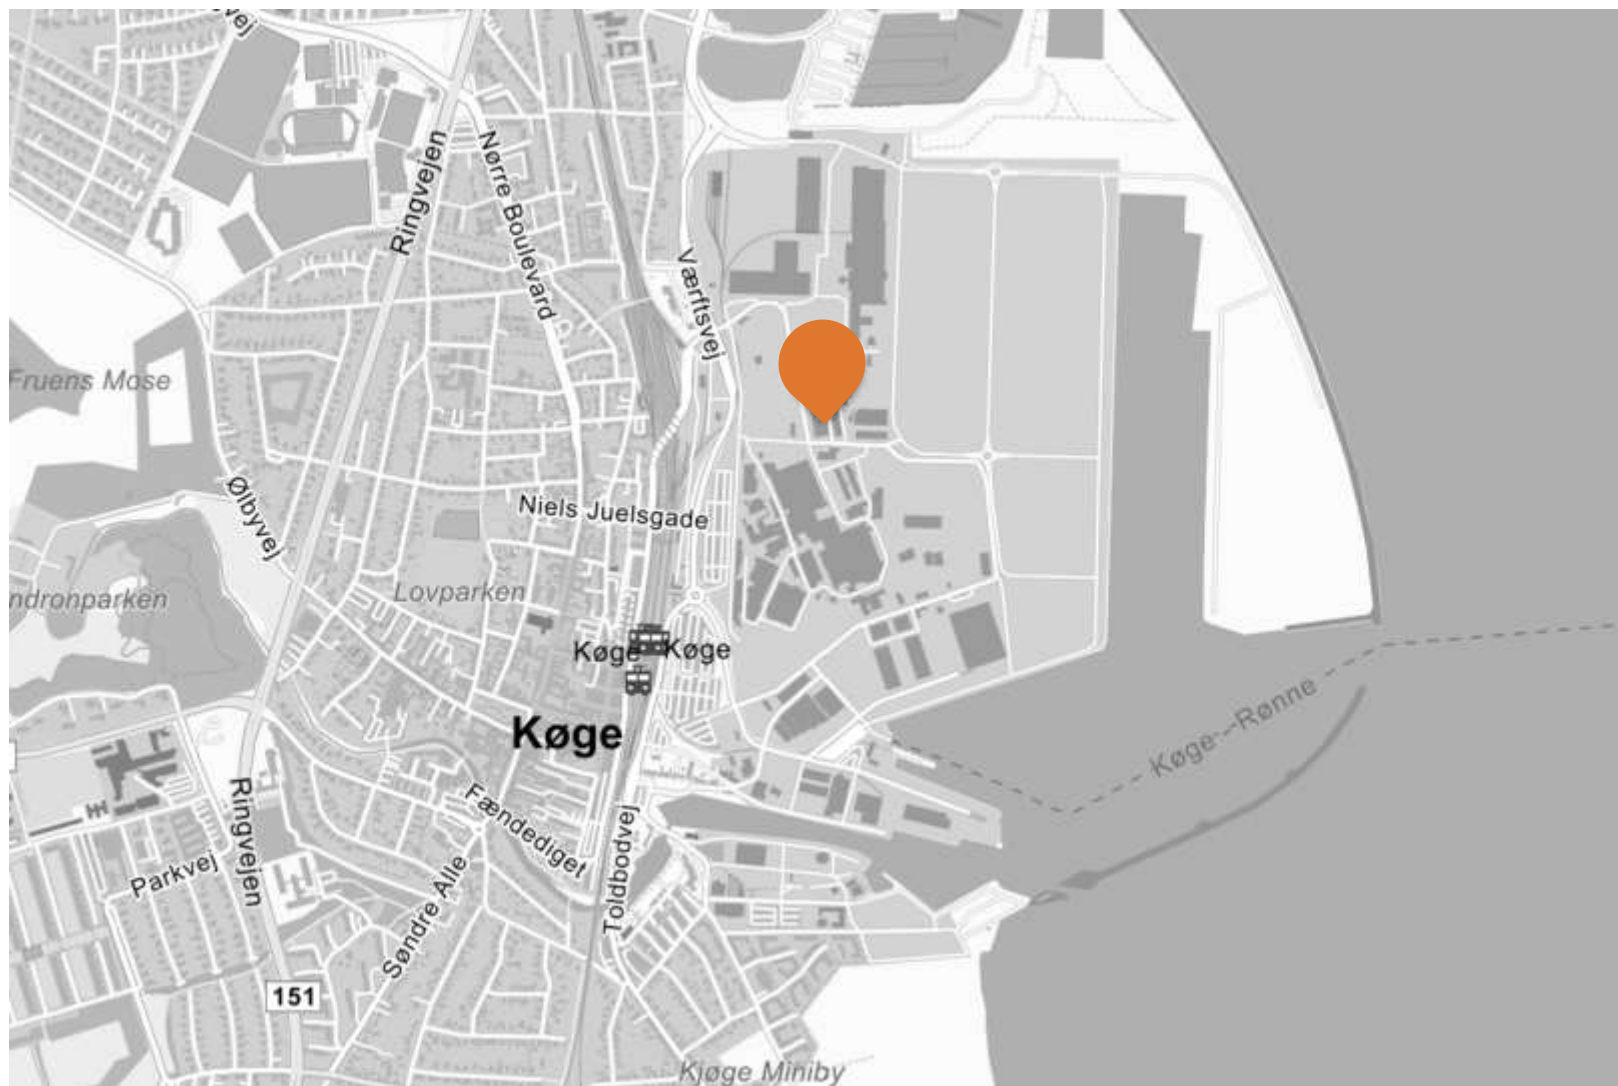 vej
Ringvejen
Nørre Boulevard
Værftsvej
Fruens Mose
Ølbyvej
Niels Juelsgade
Lovparken
ndronparken
Køge
Køge
Køge
Køge--Rønne
Ringvejen
Fændediget
Toldbodvej
Parkvej
Søndre Alle
151
Kjøge Miniby